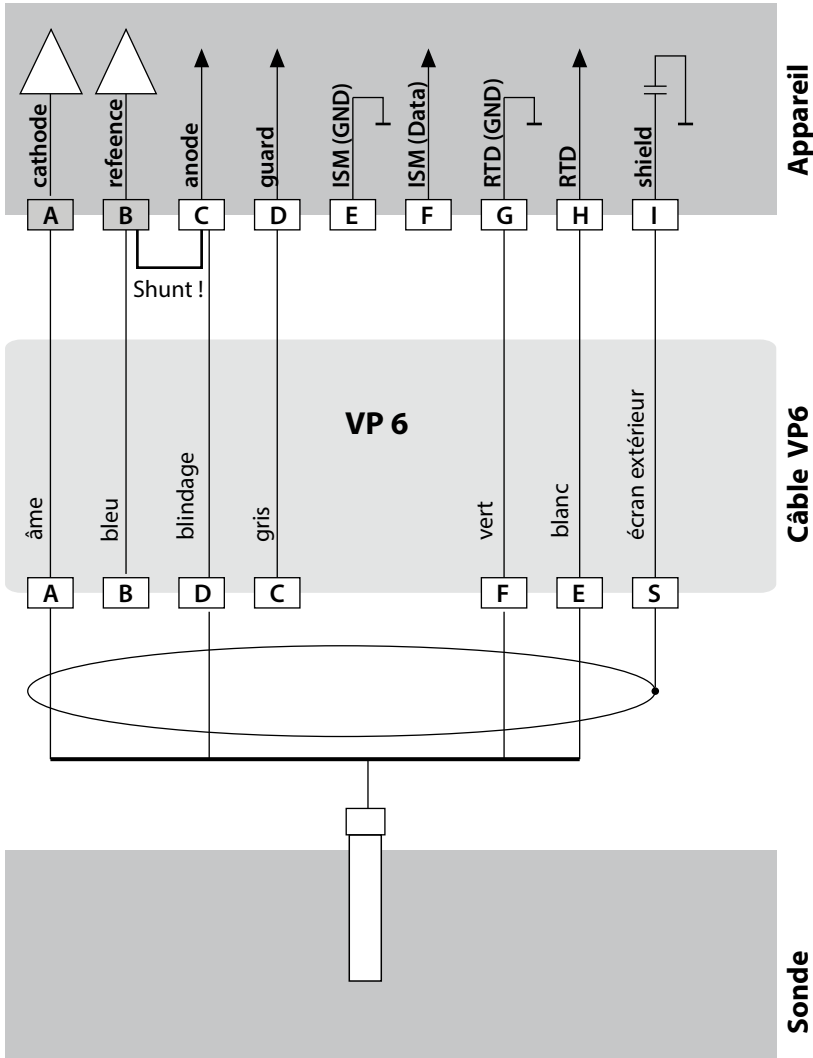 cathode
refeence
anode
guard
ISM (GND)
ISM (Data)
RTD (GND)
RTD
shield
Appareil
A
B
C
D
E
F
G
H
I
Shunt !
VP 6
âme
bleu
blindage
gris
vert
blanc
écran extérieur
Câble VP6
A
B
D
C
F
E
S
Sonde